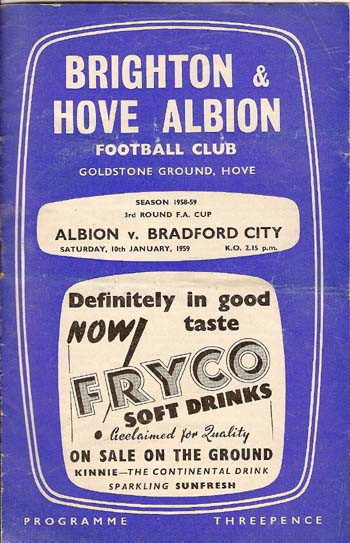 BRIGHTON &
HOVE ALBION
FOOTBALL CLUB
GOLDSTONE GROUND, HOVE
SEASON 1958-59
3rd ROUND F.A. CUP
ALBION v. BRADFORD CITY
SATURDAY, 10th JANUARY, 1959 K.O. 2.15 p.m.
Definitely in good
NOW! taste
FRYCO
SOFT DRINKS
• Acclaimed for Quality
ON SALE ON THE GROUND
KINNIE—THE CONTINENTAL DRINK
SPARKLING SUNFRESH
PROGRAMME THREEPENCE